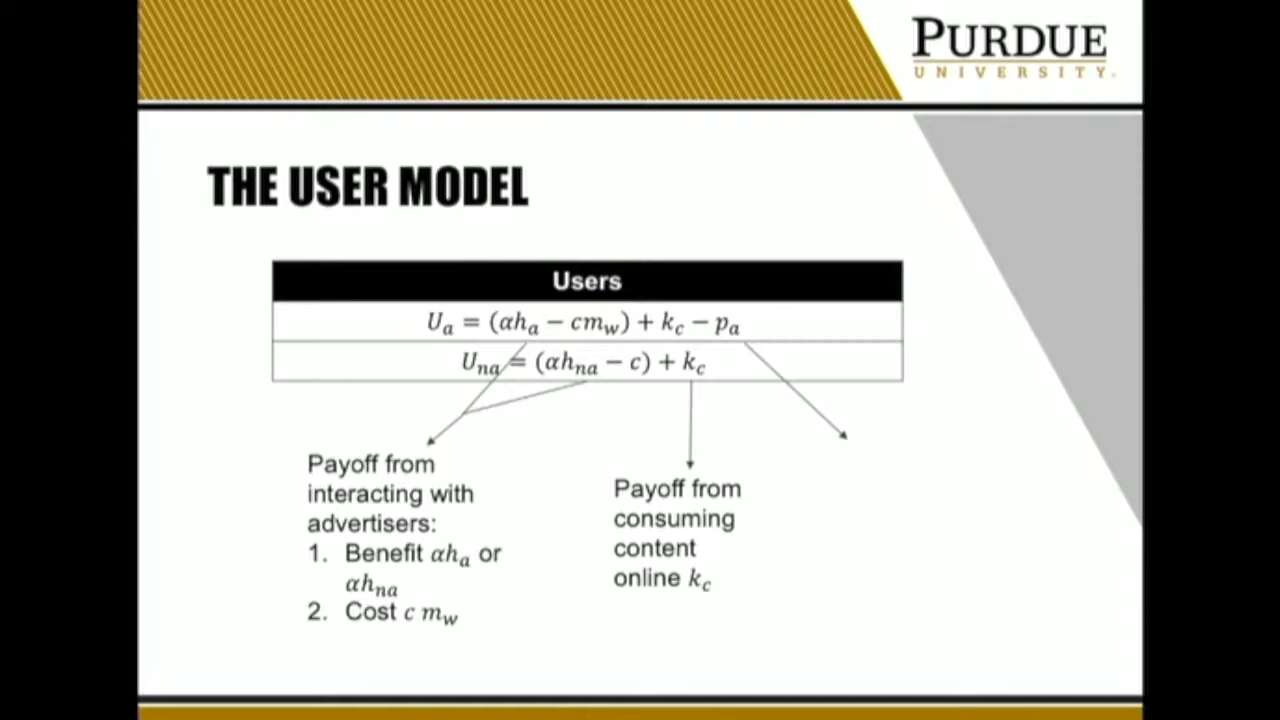 PURDUE
UNIVERSITY.
THE USER MODEL
Users
U_a = (αh_a − cm_w) + k_c − p_a
U_na = (αh_na − c) + k_c
Payoff from
interacting with
advertisers:
1. Benefit αh_a or
αh_na
2. Cost c m_w
Payoff from
consuming
content
online k_c